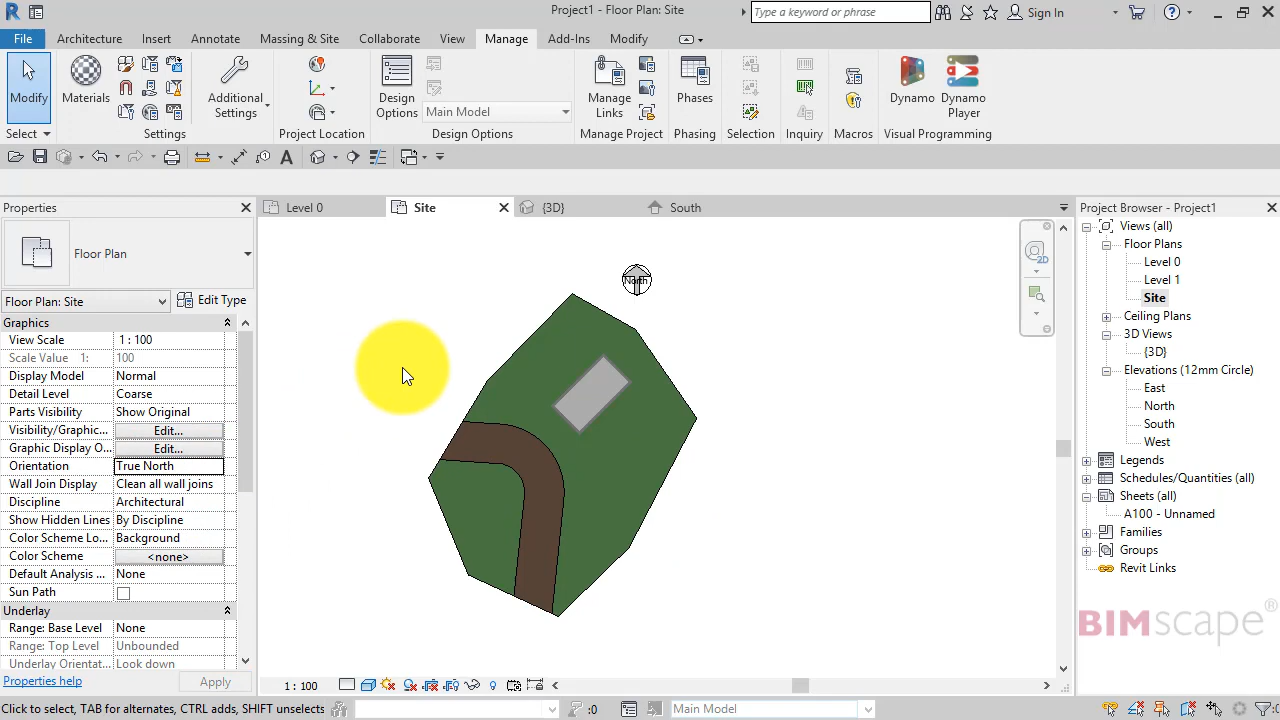 Project1 - Floor Plan: Site
Type a keyword or phrase
Sign In
File
Architecture
Insert
Annotate
Massing & Site
Collaborate
View
Manage
Add-Ins
Modify
Modify
Materials
Additional
Settings
Design
Options
Main Model
Manage
Links
Phases
Dynamo
Dynamo
Player
Select
Settings
Project Location
Design Options
Manage Project
Phasing
Selection
Inquiry
Macros
Visual Programming
Properties
Level 0
Site
{3D}
South
Project Browser - Project1
Floor Plan
Floor Plan: Site
Edit Type
Graphics
View Scale 1 : 100
Scale Value 1: 100
Display Model Normal
Detail Level Coarse
Parts Visibility Show Original
Visibility/Graphic... Edit...
Graphic Display O... Edit...
Orientation True North
Wall Join Display Clean all wall joins
Discipline Architectural
Show Hidden Lines By Discipline
Color Scheme Lo... Background
Color Scheme <none>
Default Analysis ... None
Sun Path
Underlay
Range: Base Level None
Range: Top Level Unbounded
Underlay Orientat... Look down
Properties help
Apply
North
2D
Views (all)
Floor Plans
Level 0
Level 1
Site
Ceiling Plans
3D Views
{3D}
Elevations (12mm Circle)
East
North
South
West
Legends
Schedules/Quantities (all)
Sheets (all)
A100 - Unnamed
Families
Groups
Revit Links
BIMscape®
1 : 100
Click to select, TAB for alternates, CTRL adds, SHIFT unselects
:0
Main Model